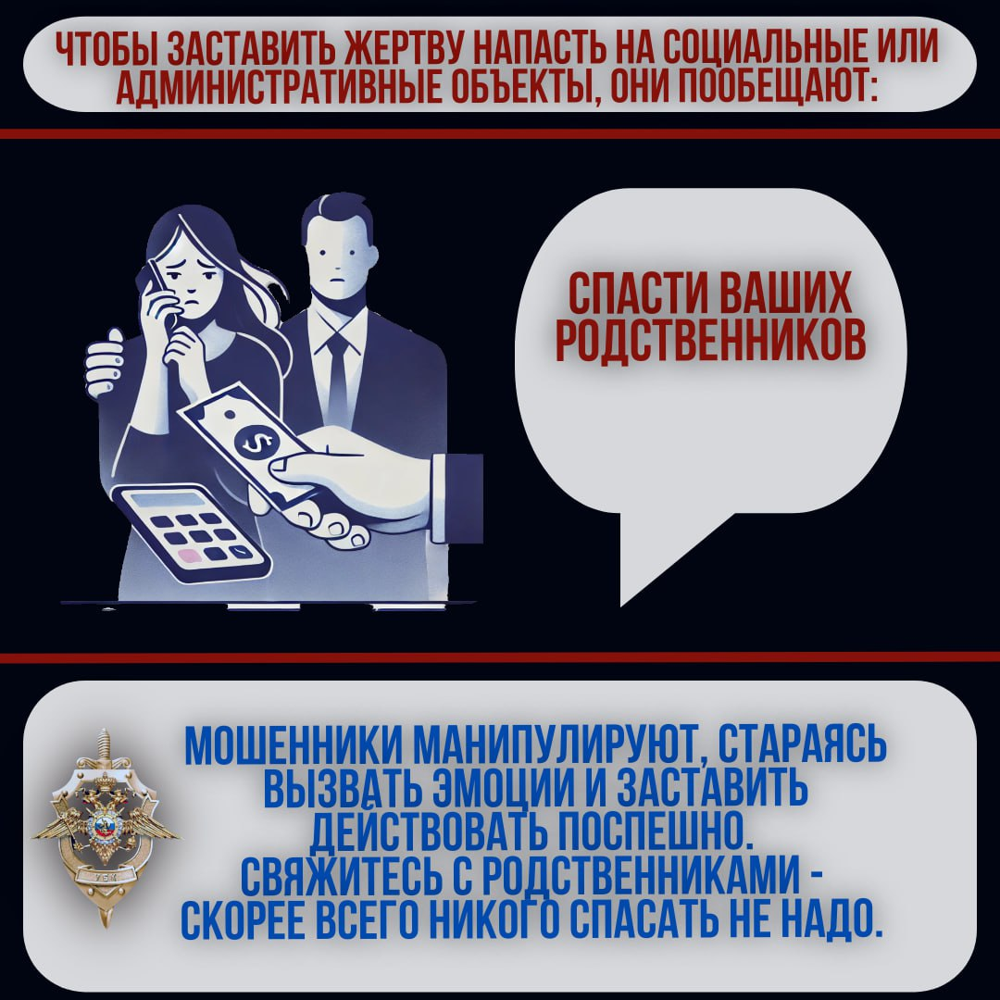 ЧТОБЫ ЗАСТАВИТЬ ЖЕРТВУ НАПАСТЬ НА СОЦИАЛЬНЫЕ ИЛИ
АДМИНИСТРАТИВНЫЕ ОБЪЕКТЫ, ОНИ ПООБЕЩАЮТ:
СПАСТИ ВАШИХ
РОДСТВЕННИКОВ
$
МОШЕННИКИ МАНИПУЛИРУЮТ, СТАРАЯСЬ
ВЫЗВАТЬ ЭМОЦИИ И ЗАСТАВИТЬ
ДЕЙСТВОВАТЬ ПОСПЕШНО.
СВЯЖИТЕСЬ С РОДСТВЕННИКАМИ -
СКОРЕЕ ВСЕГО НИКОГО СПАСАТЬ НЕ НАДО.